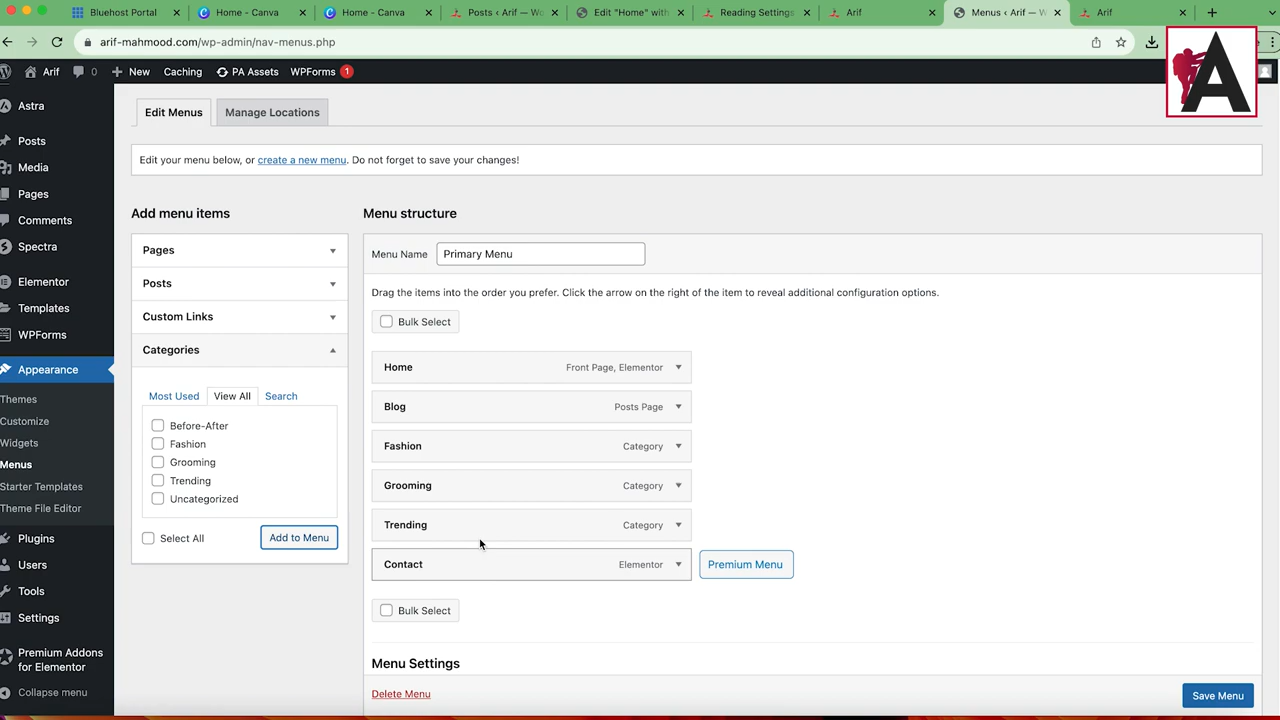 Bluehost Portal
Home - Canva
Home - Canva
Posts ‹ Arif — Wo
Edit "Home" with
Reading Settings
Arif
Menus ‹ Arif — W
Arif
arif-mahmood.com/wp-admin/nav-menus.php
Arif 0 New Caching PA Assets WPForms 1
A
Astra
Posts
Media
Pages
Comments
Spectra
Elementor
Templates
WPForms
Appearance
Themes
Customize
Widgets
Menus
Starter Templates
Theme File Editor
Plugins
Users
Tools
Settings
Premium Addons
for Elementor
Collapse menu
Edit Menus
Manage Locations
Edit your menu below, or create a new menu. Do not forget to save your changes!
Add menu items
Pages
Posts
Custom Links
Categories
Most Used View All Search
Before-After
Fashion
Grooming
Trending
Uncategorized
Select All
Add to Menu
Menu structure
Menu Name Primary Menu
Drag the items into the order you prefer. Click the arrow on the right of the item to reveal additional configuration options.
Bulk Select
Home Front Page, Elementor
Blog Posts Page
Fashion Category
Grooming Category
Trending Category
Contact Elementor
Premium Menu
Bulk Select
Menu Settings
Delete Menu
Save Menu